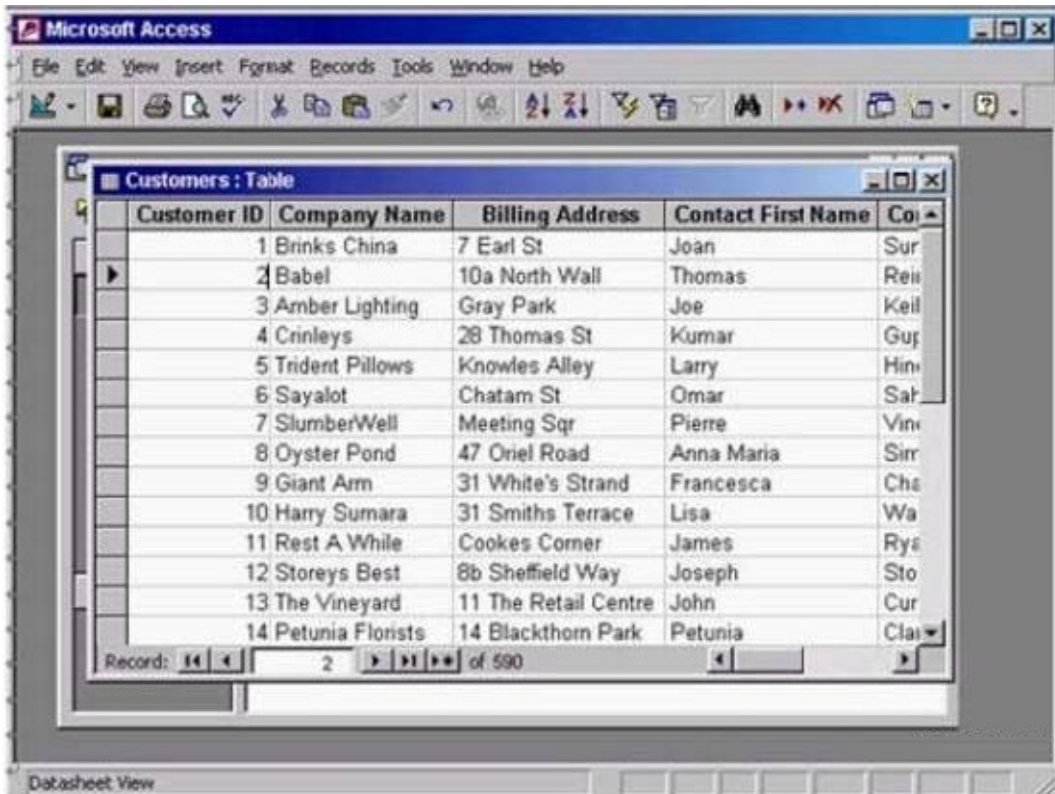 Microsoft Access
File Edit View Insert Format Records Tools Window Help
Customers : Table
Customer ID Company Name Billing Address Contact First Name
1 Brinks China 7 Earl St Joan
2 Babel 10a North Wall Thomas
3 Amber Lighting Gray Park Joe
4 Crinleys 28 Thomas St Kumar
5 Trident Pillows Knowles Alley Larry
6 Sayalot Chatam St Omar
7 SlumberWell Meeting Sqr Pierre
8 Oyster Pond 47 Oriel Road Anna Maria
9 Giant Arm 31 White's Strand Francesca
10 Harry Sumara 31 Smiths Terrace Lisa
11 Rest A While Cookes Corner James
12 Storeys Best 8b Sheffield Way Joseph
13 The Vineyard 11 The Retail Centre John
14 Petunia Florists 14 Blackthorn Park Petunia
Record: 2 of 590
Datasheet View